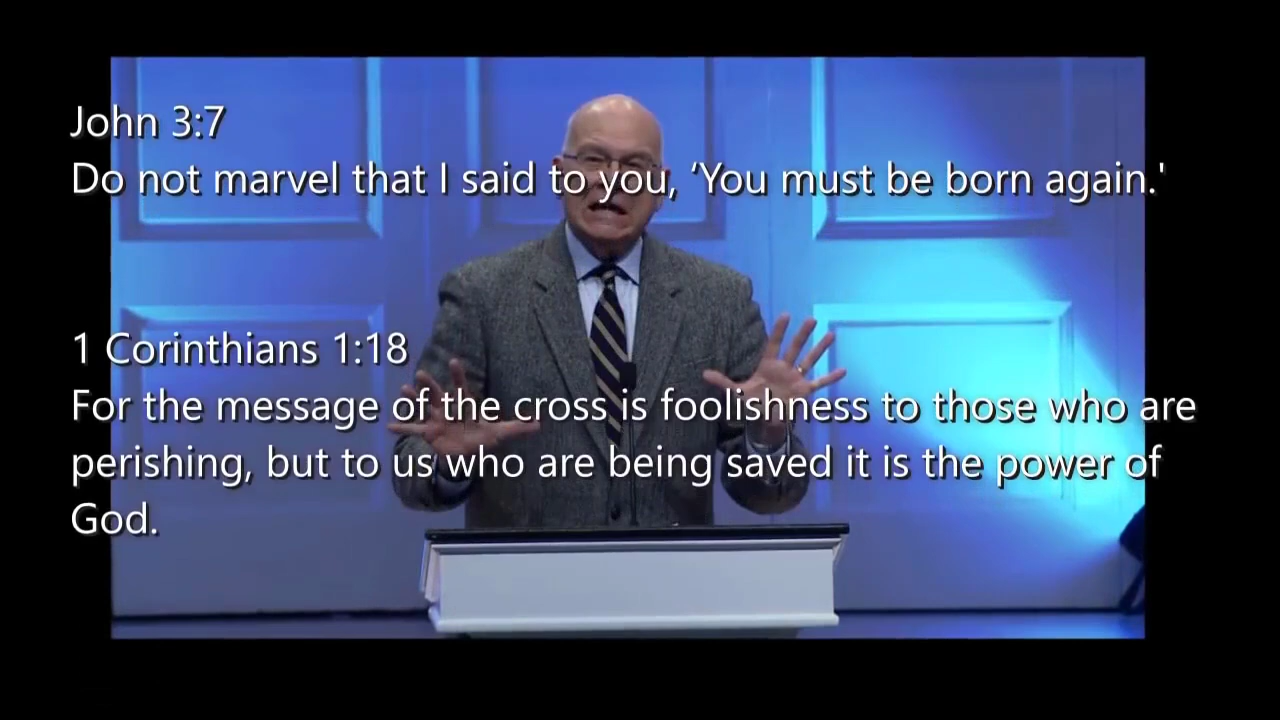 John 3:7
Do not marvel that I said to you, ‘You must be born again.'
1 Corinthians 1:18
For the message of the cross is foolishness to those who are
perishing, but to us who are being saved it is the power of
God.